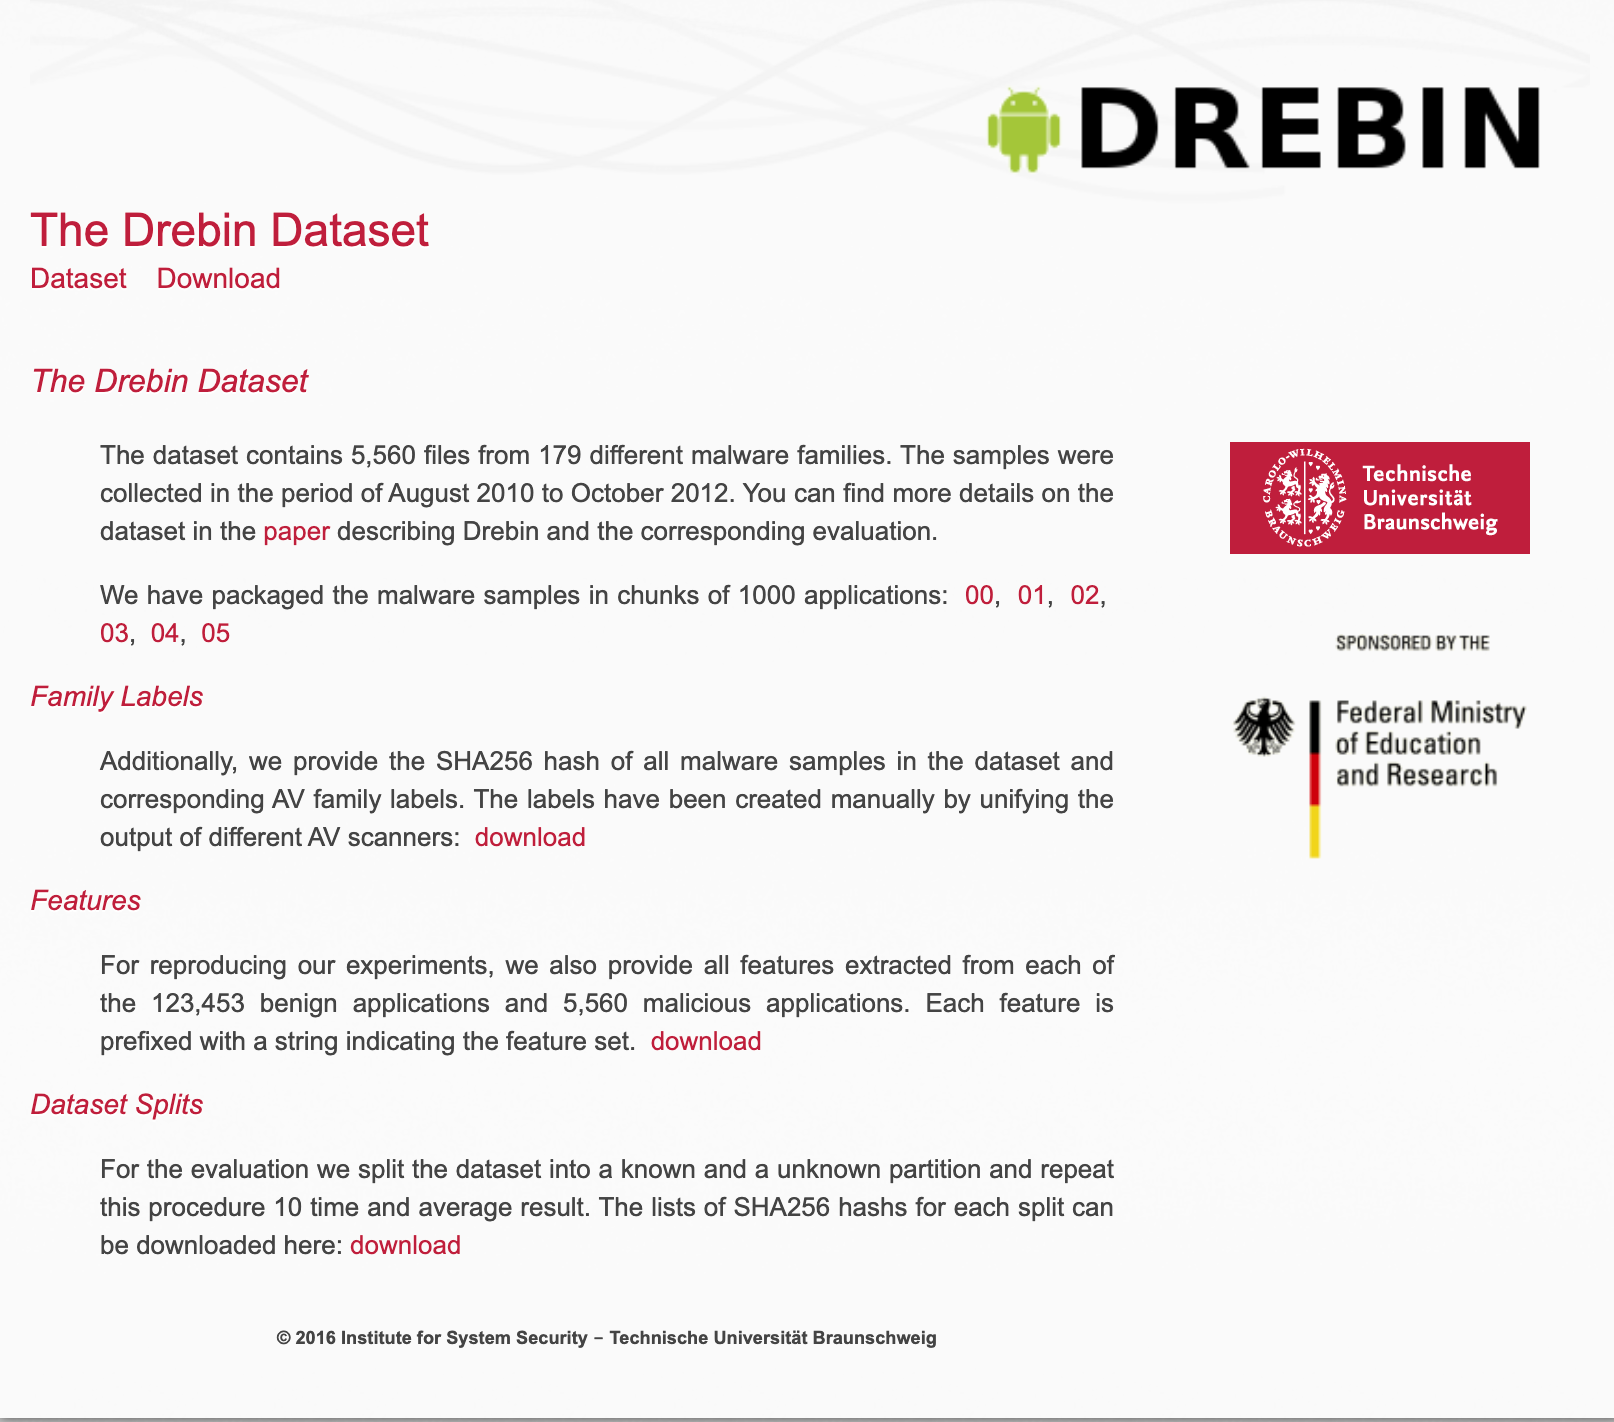 DREBIN
The Drebin Dataset
Dataset Download
The Drebin Dataset
The dataset contains 5,560 files from 179 different malware families. The samples were
collected in the period of August 2010 to October 2012. You can find more details on the
dataset in the paper describing Drebin and the corresponding evaluation.
We have packaged the malware samples in chunks of 1000 applications: 00, 01, 02,
03, 04, 05
Family Labels
Additionally, we provide the SHA256 hash of all malware samples in the dataset and
corresponding AV family labels. The labels have been created manually by unifying the
output of different AV scanners: download
Features
For reproducing our experiments, we also provide all features extracted from each of
the 123,453 benign applications and 5,560 malicious applications. Each feature is
prefixed with a string indicating the feature set. download
Dataset Splits
For the evaluation we split the dataset into a known and a unknown partition and repeat
this procedure 10 time and average result. The lists of SHA256 hashs for each split can
be downloaded here: download
CAROLO-WILHELMINA
BRAUNSCHWEIG
Technische
Universität
Braunschweig
SPONSORED BY THE
Federal Ministry
of Education
and Research
© 2016 Institute for System Security – Technische Universität Braunschweig